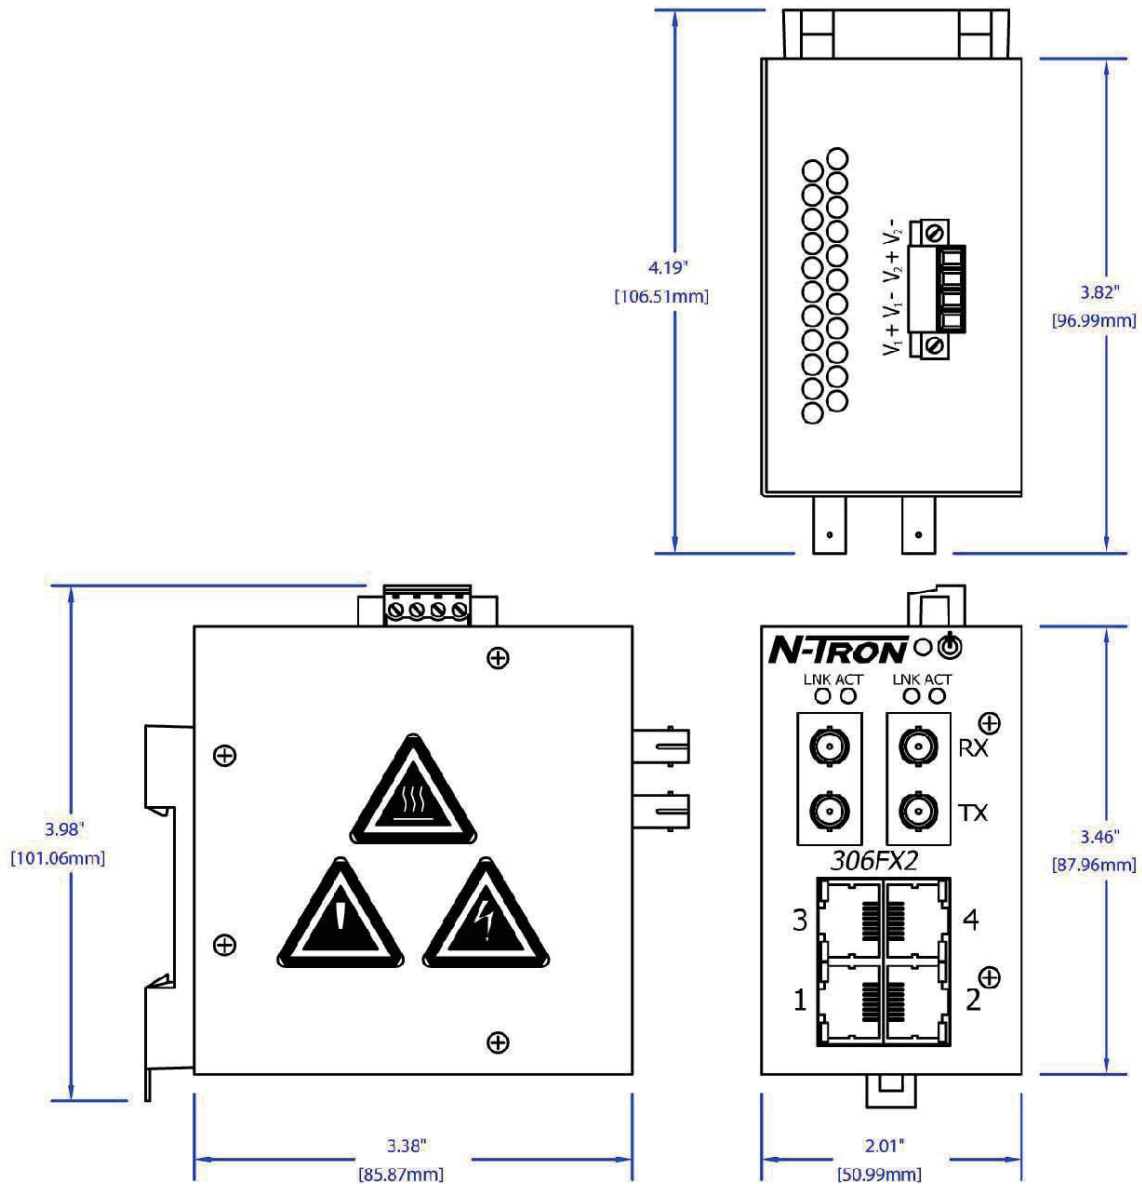 4.19"
[106.51mm]
V₁ + V₁ - V₂ + V₂ -
3.82"
[96.99mm]
3.98"
[101.06mm]
3.38"
[85.87mm]
N-TRON
LNK ACT LNK ACT
RX
TX
306FX2
3 4
1 2
3.46"
[87.96mm]
2.01"
[50.99mm]